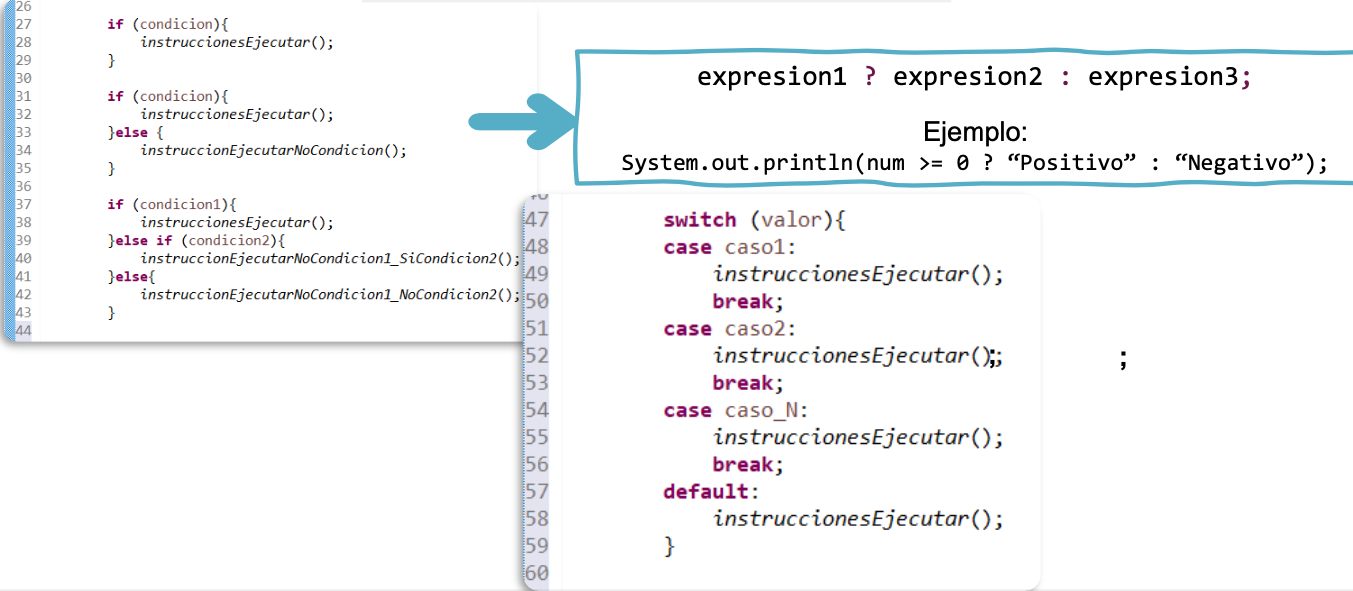 26
27 if (condicion){
28 instruccionesEjecutar();
29 }
30
31 if (condicion){
32 instruccionesEjecutar();
33 }else {
34 instruccionEjecutarNoCondicion();
35 }
36
37 if (condicion1){
38 instruccionesEjecutar();
39 }else if (condicion2){
40 instruccionEjecutarNoCondicion1_SiCondicion2();
41 }else{
42 instruccionEjecutarNoCondicion1_NoCondicion2();
43 }
44
expresion1 ? expresion2 : expresion3;
Ejemplo:
System.out.println(num >= 0 ? “Positivo” : “Negativo”);
47 switch (valor){
48 case caso1:
49 instruccionesEjecutar();
50 break;
51 case caso2:
52 instruccionesEjecutar();; ;
53 break;
54 case caso_N:
55 instruccionesEjecutar();
56 break;
57 default:
58 instruccionesEjecutar();
59 }
60